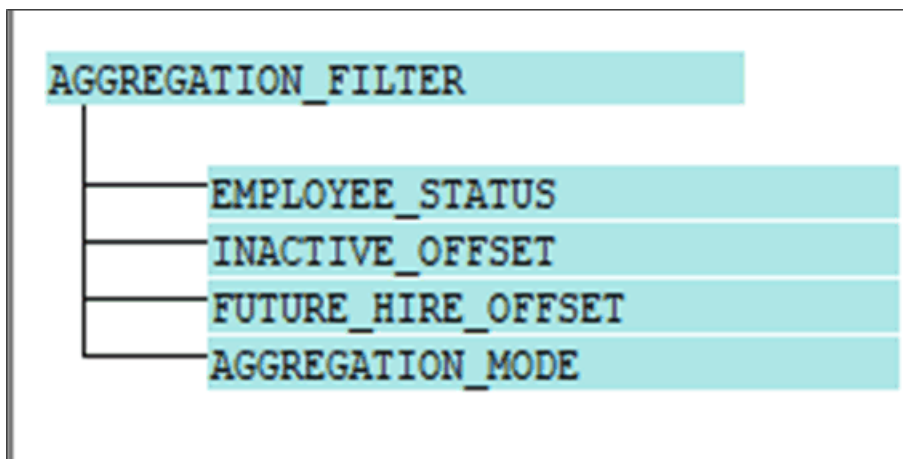 AGGREGATION_FILTER
EMPLOYEE_STATUS
INACTIVE_OFFSET
FUTURE_HIRE_OFFSET
AGGREGATION_MODE